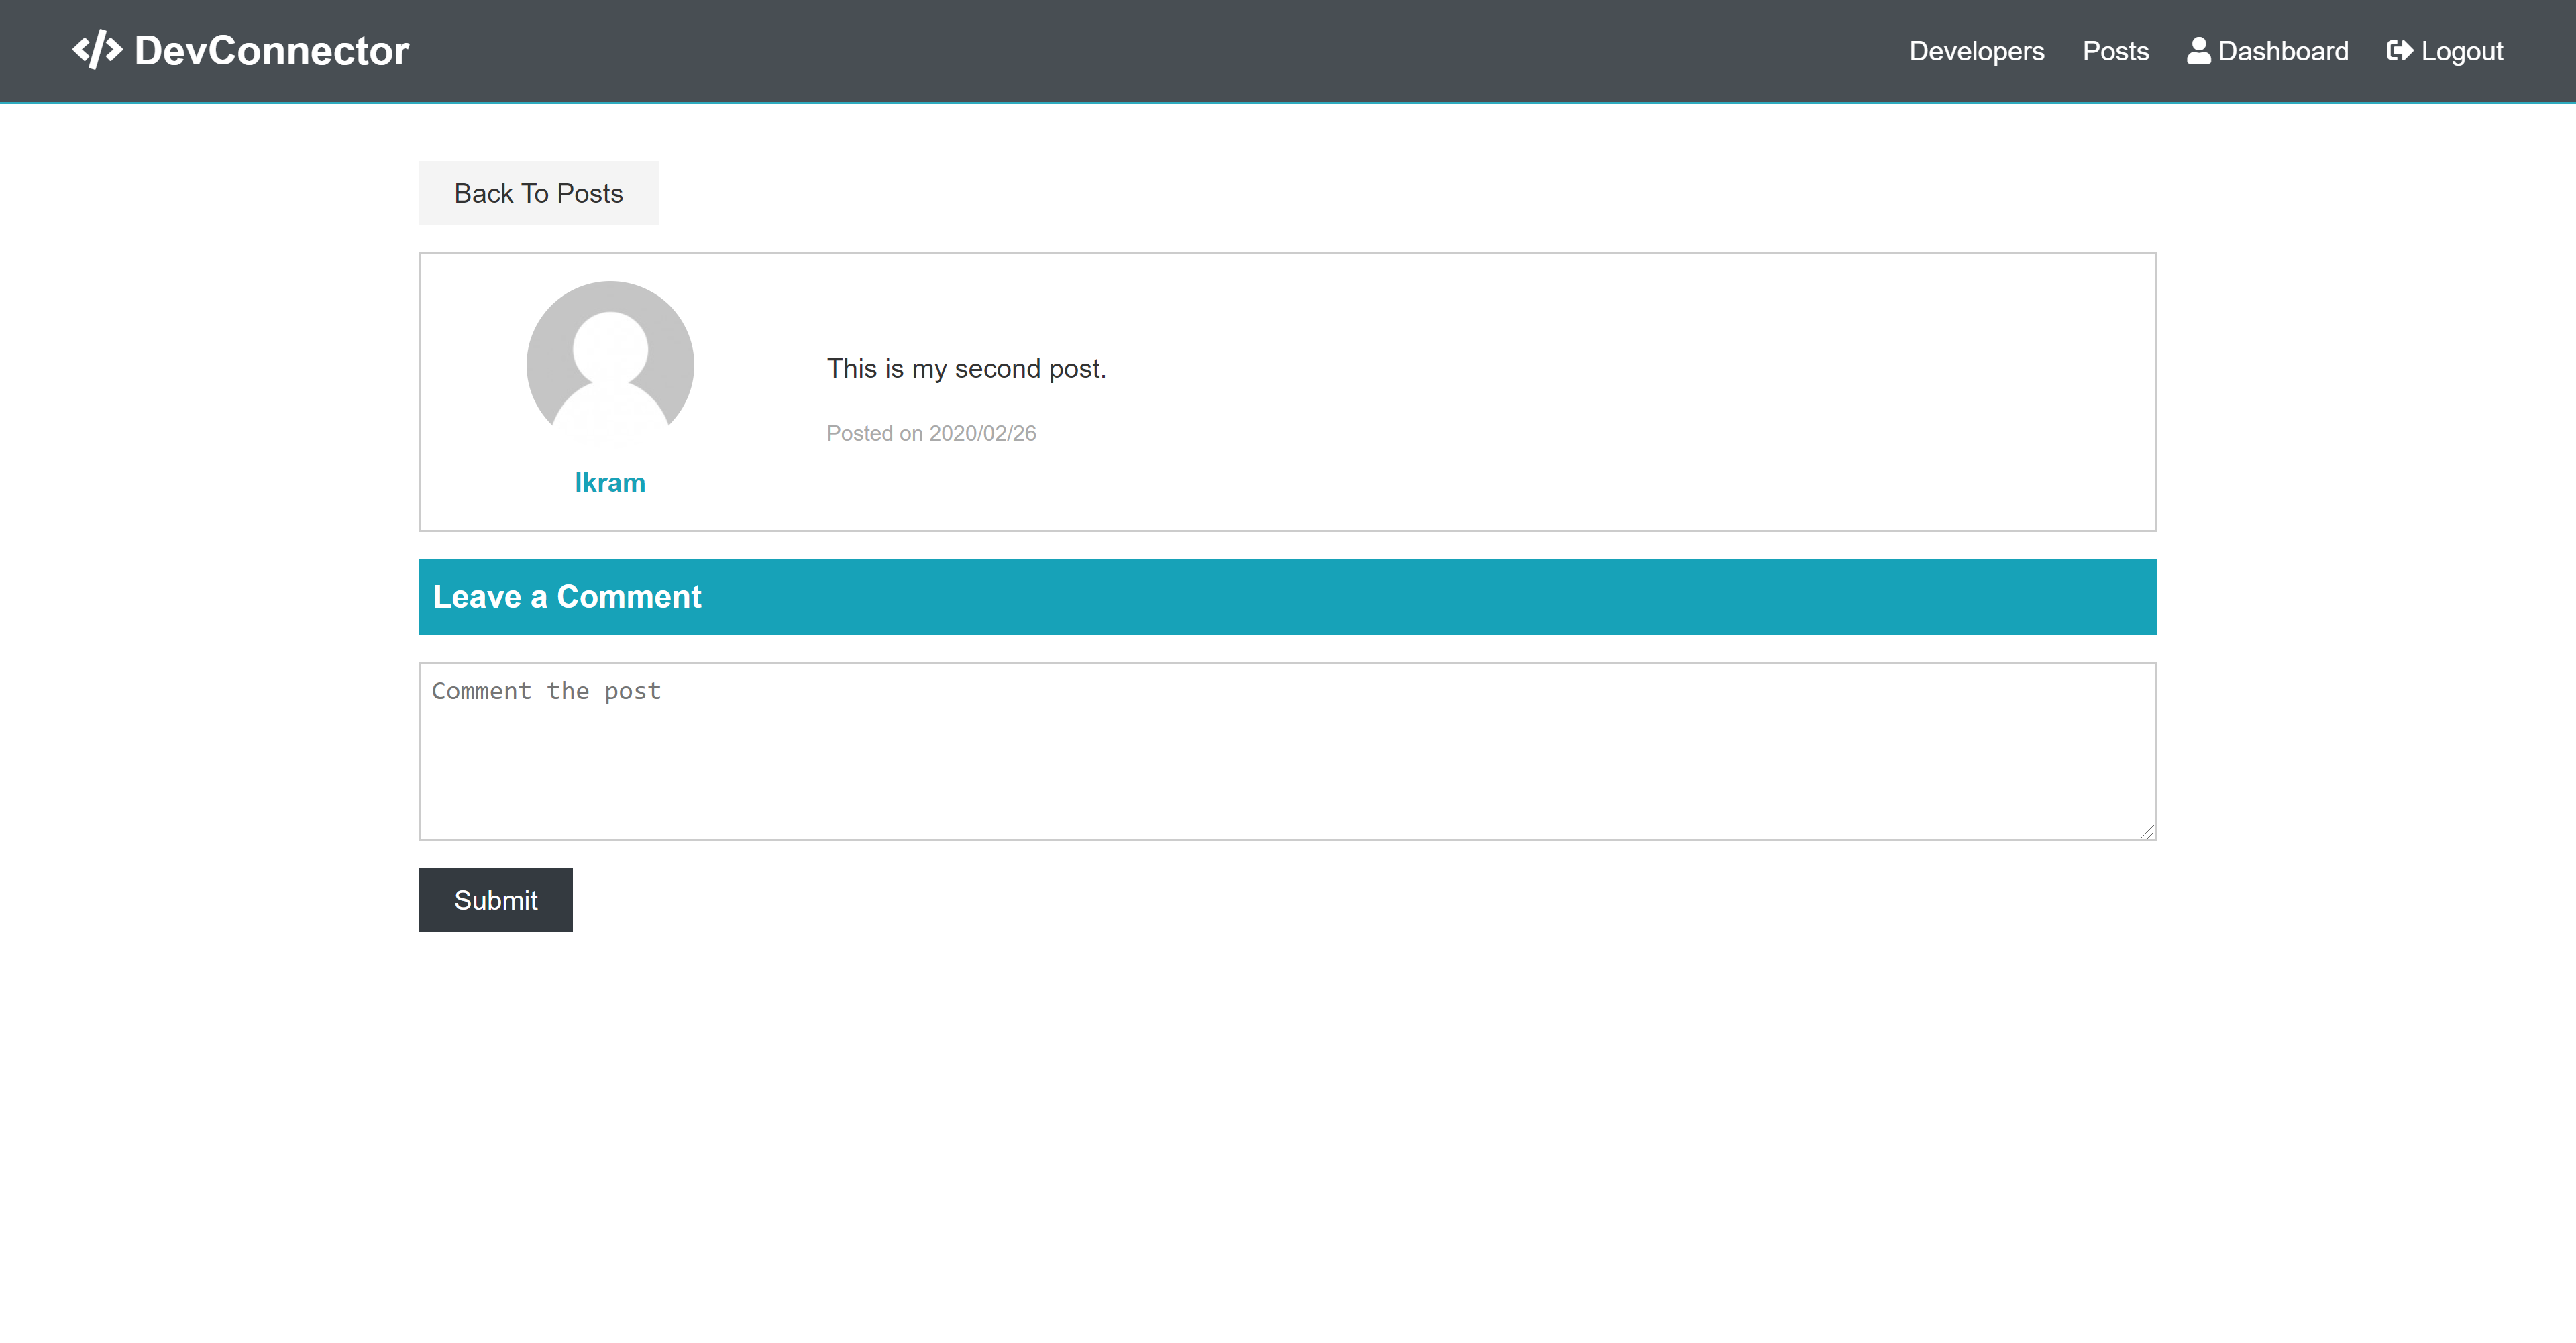 DevConnector
Developers Posts Dashboard Logout
Back To Posts
This is my second post.
Posted on 2020/02/26
Ikram
Leave a Comment
Comment the post
Submit